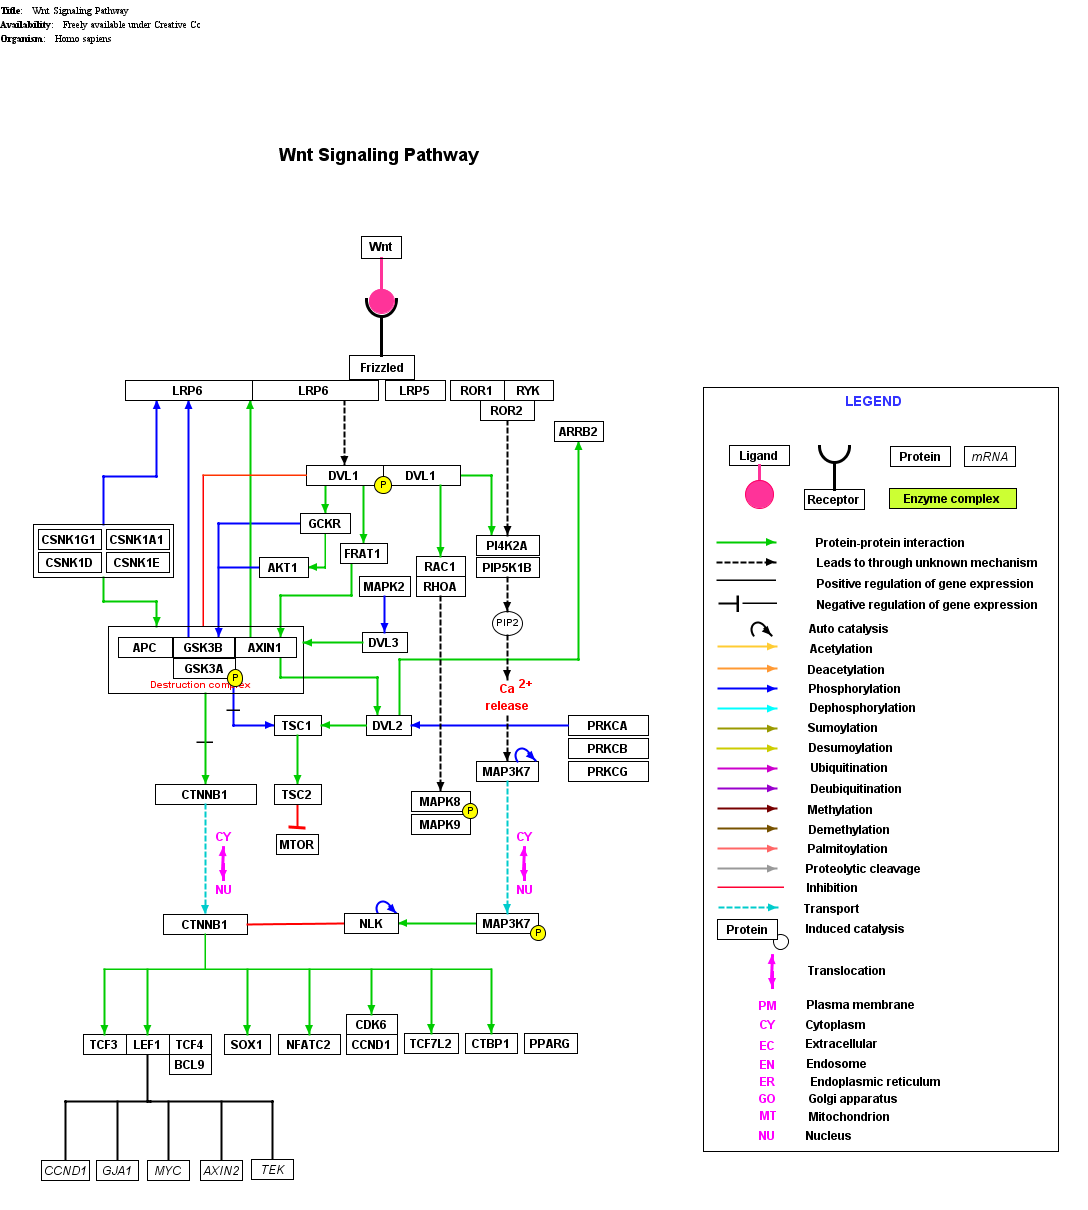 Title: Wnt Signaling Pathway
Availability: Freely available under Creative Cc
Organism: Homo sapiens
Wnt Signaling Pathway
Wnt
Frizzled
LRP6 LRP6 LRP5 ROR1 RYK
ROR2
ARRB2
DVL1 P DVL1
GCKR
CSNK1G1 CSNK1A1
CSNK1D CSNK1E
FRAT1
AKT1
PI4K2A
PIP5K1B
RAC1
RHOA
MAPK2
PIP2
DVL3
APC GSK3B AXIN1
GSK3A P
Destruction complex
Ca 2+
release
TSC1 DVL2
PRKCA
PRKCB
PRKCG
MAP3K7
CTNNB1 TSC2
MAPK8 P
MAPK9
MTOR
CY CY
NU NU
CTNNB1 NLK MAP3K7 P
CDK6
TCF3 LEF1 TCF4 SOX1 NFATC2 CCND1 TCF7L2 CTBP1 PPARG
BCL9
CCND1 GJA1 MYC AXIN2 TEK
LEGEND
Ligand Protein mRNA
Receptor Enzyme complex
Protein-protein interaction
Leads to through unknown mechanism
Positive regulation of gene expression
Negative regulation of gene expression
Auto catalysis
Acetylation
Deacetylation
Phosphorylation
Dephosphorylation
Sumoylation
Desumoylation
Ubiquitination
Deubiquitination
Methylation
Demethylation
Palmitoylation
Proteolytic cleavage
Inhibition
Transport
Protein Induced catalysis
Translocation
PM Plasma membrane
CY Cytoplasm
EC Extracellular
EN Endosome
ER Endoplasmic reticulum
GO Golgi apparatus
MT Mitochondrion
NU Nucleus